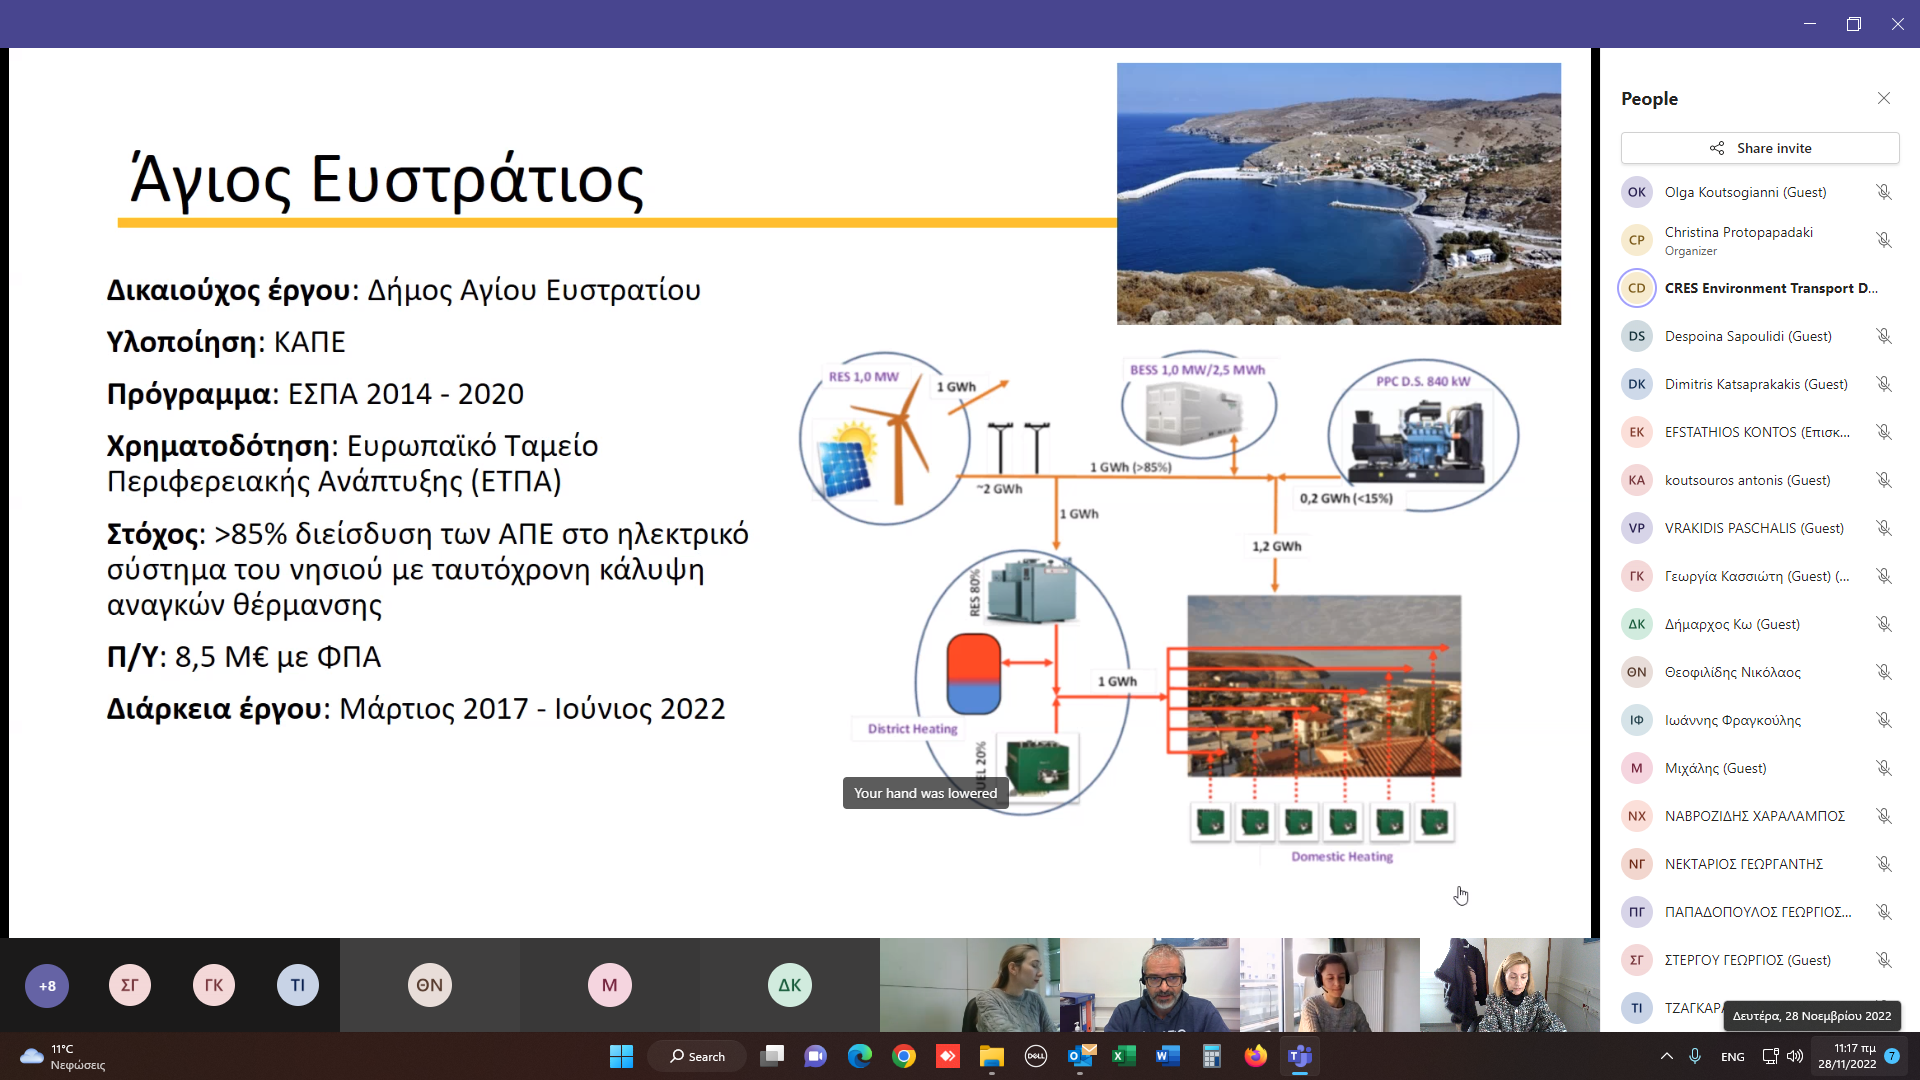 Άγιος Ευστράτιος
Δικαιούχος έργου: Δήμος Αγίου Ευστρατίου
Υλοποίηση: ΚΑΠΕ
Πρόγραμμα: ΕΣΠΑ 2014 - 2020
Χρηματοδότηση: Ευρωπαϊκό Ταμείο
Περιφερειακής Ανάπτυξης (ΕΤΠΑ)
Στόχος: >85% διείσδυση των ΑΠΕ στο ηλεκτρικό
σύστημα του νησιού με ταυτόχρονη κάλυψη
αναγκών θέρμανσης
Π/Υ: 8,5 Μ€ με ΦΠΑ
Διάρκεια έργου: Μάρτιος 2017 - Ιούνιος 2022
RES 1,0 MW
1 GWh
BESS 1,0 MW/2,5 MWh
PPC D.S. 840 kW
~2 GWh
1 GWh (>85%)
0,2 GWh (<15%)
1 GWh
1,2 GWh
RES 80%
1 GWh
District Heating
UEL 20%
Your hand was lowered
Domestic Heating
People
Share invite
OK Olga Koutsogianni (Guest)
CP Christina Protopapadaki
Organizer
CD CRES Environment Transport D...
DS Despoina Sapoulidi (Guest)
DK Dimitris Katsaprakakis (Guest)
EK EFSTATHIOS KONTOS (Επισκ...
KA koutsouros antonis (Guest)
VP VRAKIDIS PASCHALIS (Guest)
ΓΚ Γεωργία Κασσιώτη (Guest) (...
ΔΚ Δήμαρχος Κω (Guest)
ΘΝ Θεοφιλίδης Νικόλαος
ΙΦ Ιωάννης Φραγκούλης
Μ Μιχάλης (Guest)
ΝΧ ΝΑΒΡΟΖΙΔΗΣ ΧΑΡΑΛΑΜΠΟΣ
ΝΓ ΝΕΚΤΑΡΙΟΣ ΓΕΩΡΓΑΝΤΗΣ
ΠΓ ΠΑΠΑΔΟΠΟΥΛΟΣ ΓΕΩΡΓΙΟΣ...
ΣΓ ΣΤΕΡΓΟΥ ΓΕΩΡΓΙΟΣ (Guest)
ΤΙ ΤΖΑΓΚΑΡ
Δευτέρα, 28 Νοεμβρίου 2022
+8 ΣΓ ΓΚ ΤΙ ΘΝ Μ ΔΚ
11°C
Νεφώσεις
Search
DELL
ENG
11:17 πμ
28/11/2022
7